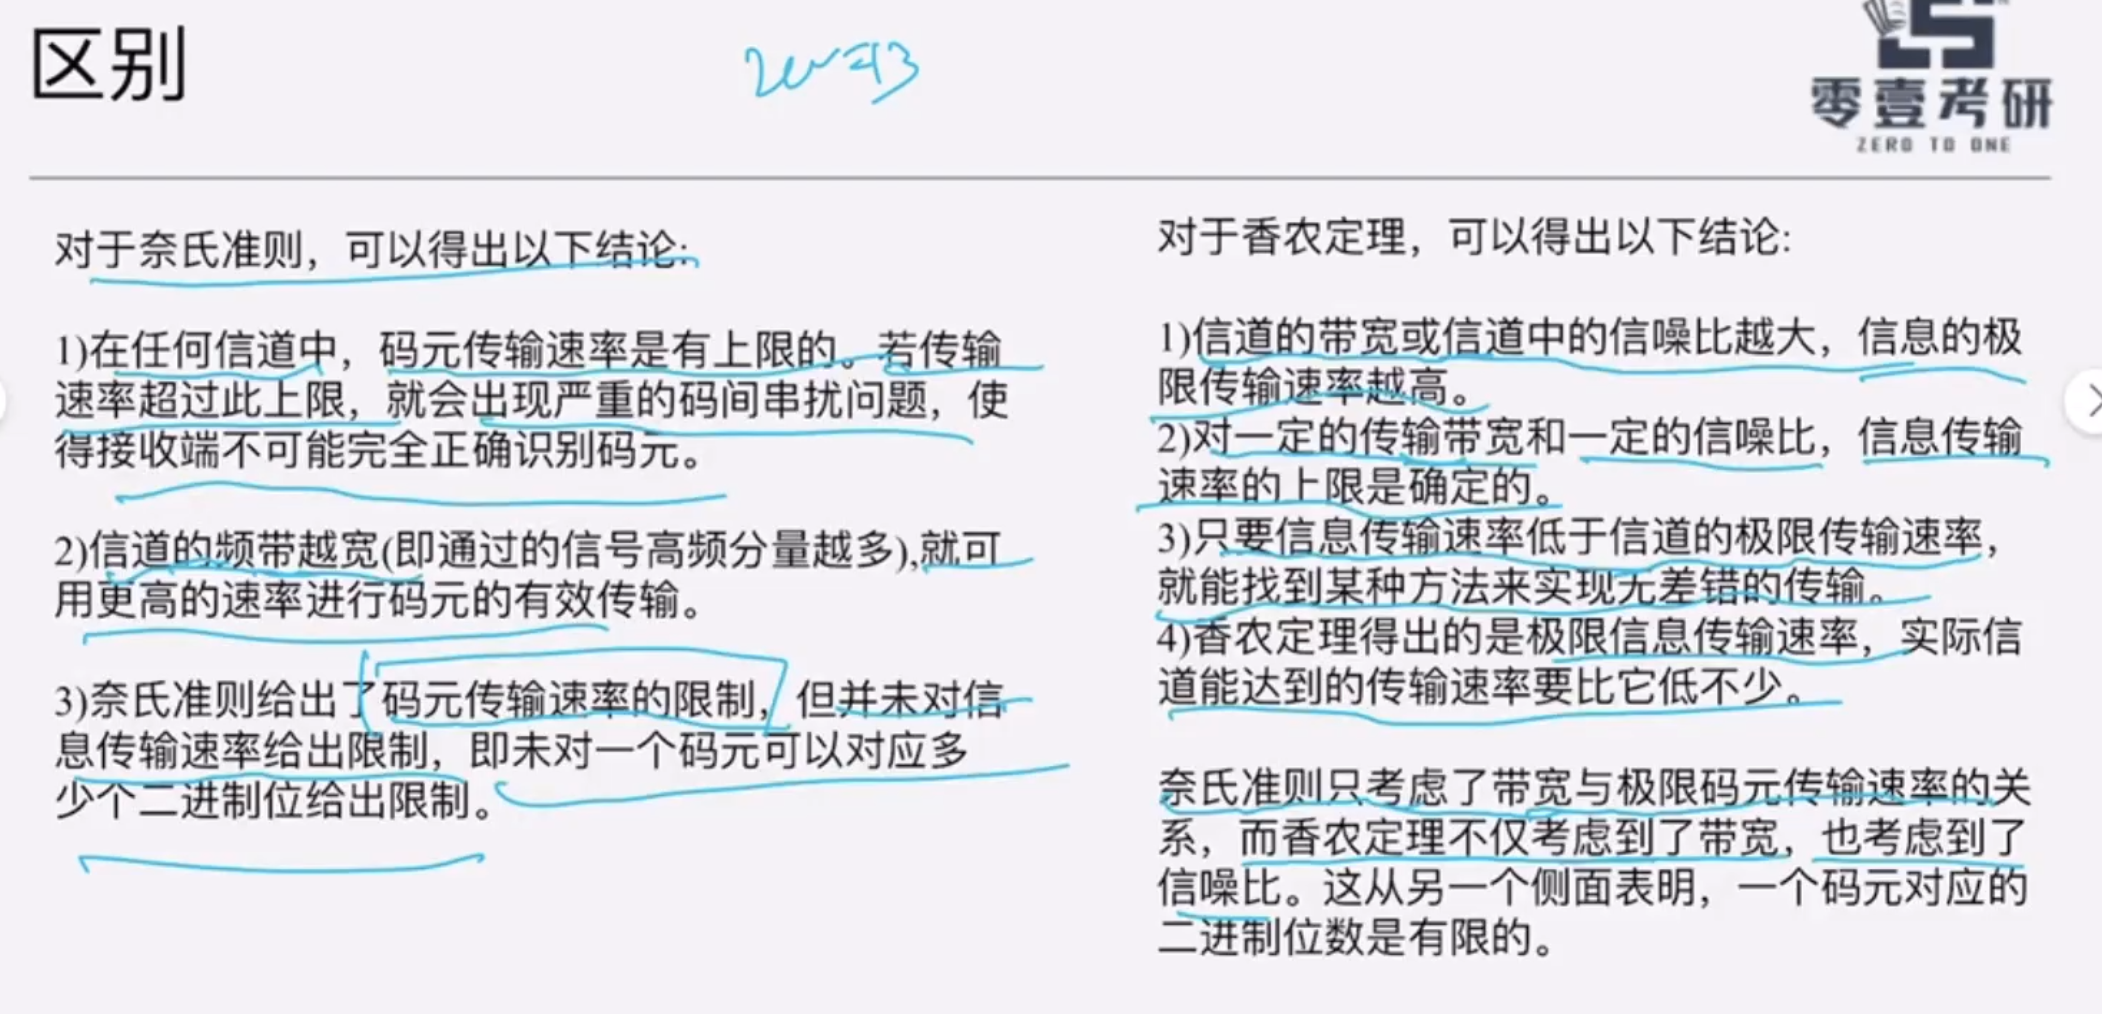 区别
零壹考研
ZERO TO ONE
对于奈氏准则，可以得出以下结论:
1)在任何信道中，码元传输速率是有上限的。若传输
速率超过此上限，就会出现严重的码间串扰问题，使
得接收端不可能完全正确识别码元。
2)信道的频带越宽(即通过的信号高频分量越多),就可
用更高的速率进行码元的有效传输。
3)奈氏准则给出了码元传输速率的限制，但并未对信
息传输速率给出限制，即未对一个码元可以对应多
少个二进制位给出限制。
对于香农定理，可以得出以下结论:
1)信道的带宽或信道中的信噪比越大，信息的极
限传输速率越高。
2)对一定的传输带宽和一定的信噪比，信息传输
速率的上限是确定的。
3)只要信息传输速率低于信道的极限传输速率，
就能找到某种方法来实现无差错的传输。
4)香农定理得出的是极限信息传输速率，实际信
道能达到的传输速率要比它低不少。
奈氏准则只考虑了带宽与极限码元传输速率的关
系，而香农定理不仅考虑到了带宽，也考虑到了
信噪比。这从另一个侧面表明，一个码元对应的
二进制位数是有限的。